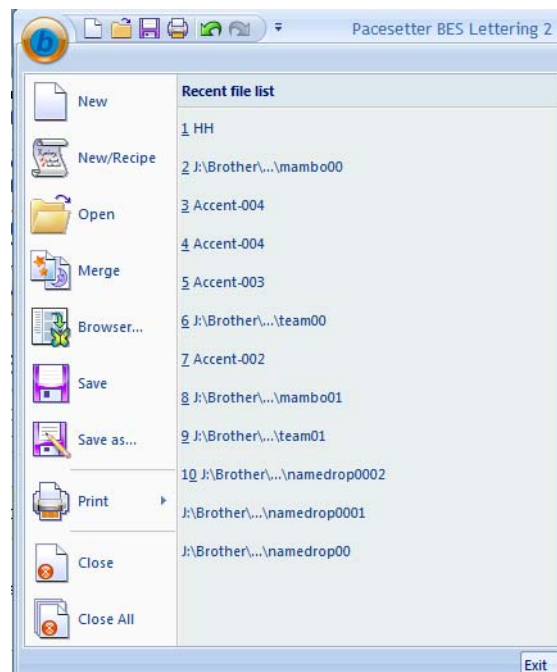 b
Pacesetter BES Lettering 2
New
New/Recipe
Open
Merge
Browser...
Save
Save as...
Print
Close
Close All
Recent file list
1 HH
2 J:\Brother\...\mambo00
3 Accent-004
4 Accent-004
5 Accent-003
6 J:\Brother\...\team00
7 Accent-002
8 J:\Brother\...\mambo01
9 J:\Brother\...\team01
10 J:\Brother\...\namedrop0002
J:\Brother\...\namedrop0001
J:\Brother\...\namedrop00
Exit